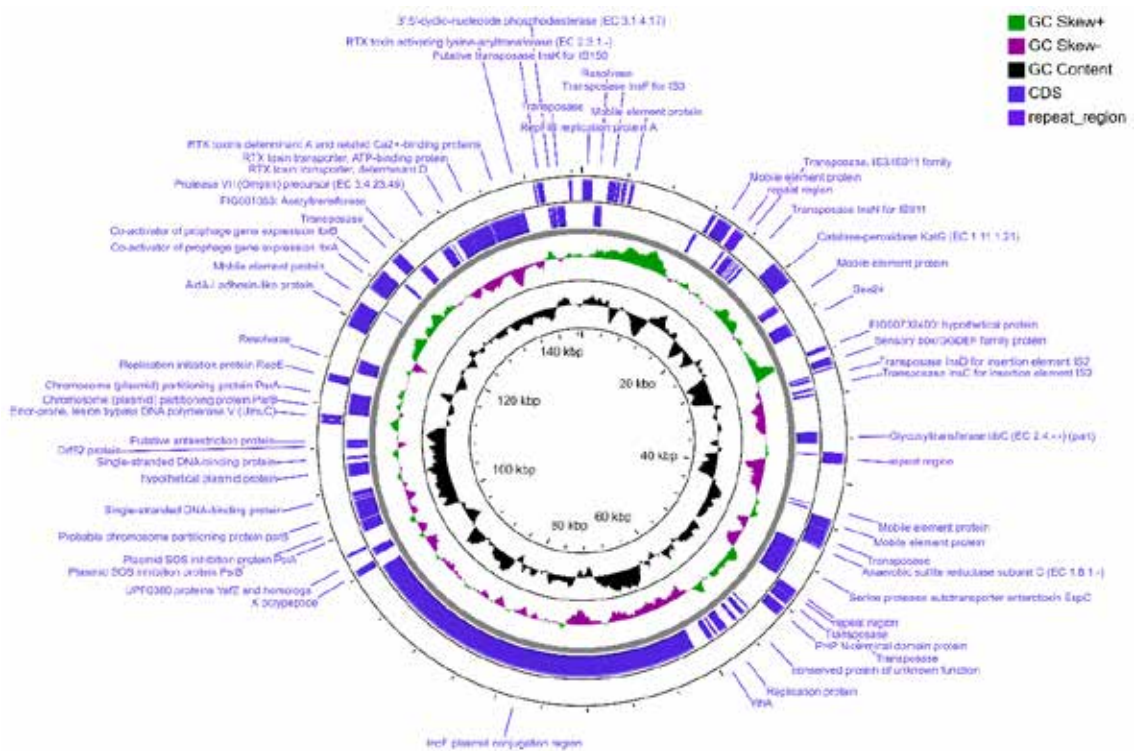 3',5'-cyclic-nucleotide phosphodiesterase (EC 3.1.4.17)
RTX toxin activating lysine-acyltransferase (EC 2.3.1.-)
Putative transposase InsK for IS150
Resolvase
Transposase InsF for IS3
Transposase
Mobile element protein
RepFIB replication protein A
RTX toxins determinant A and related Ca2+-binding proteins
RTX toxin transporter, ATP-binding protein
RTX toxin transporter, determinant D
Protease VII (Omptin) precursor (EC 3.4.23.49)
FIG001053: Acetyltransferase
Transposase
Co-activator of prophage gene expression IbrB
Co-activator of prophage gene expression IbrA
Mobile element protein
AidA-I adhesin-like protein
Resolvase
Replication initiation protein RepE
Chromosome (plasmid) partitioning protein ParA
Chromosome (plasmid) partitioning protein ParB
Error-prone, lesion bypass DNA polymerase V (UmuC)
Putative antirestriction protein
protein
Single-stranded DNA-binding protein
hypothetical plasmid protein
Single-stranded DNA-binding protein
Probable chromosome partitioning protein parB
Plasmid SOS inhibition protein PsiA
Plasmid SOS inhibition protein PsiB
UPF0380 proteins YafZ and homologs
X polypeptide
IncF plasmid conjugation region
GC Skew+
GC Skew-
GC Content
CDS
repeat_region
Transposase, IS3/IS911 family
Mobile element protein
repeat region
Transposase InsN for IS911
Catalase-peroxidase KatG (EC 1.11.1.21)
Mobile element protein
hypothetical protein
Sensory box/GGDEF family protein
Transposase InsD for insertion element IS2
Transposase InsC for insertion element IS2
Glycosyltransferase (EC 2.4.-.-) (part)
repeat region
Mobile element protein
Mobile element protein
Transposase
Anaerobic sulfite reductase subunit C (EC 1.8.1.-)
Serine protease autotransporter enterotoxin EspC
repeat region
Transposase
PHP N-terminal domain protein
Transposase
conserved protein of unknown function
Replication protein
YihA
140 kbp
20 kbp
120 kbp
40 kbp
100 kbp
60 kbp
80 kbp